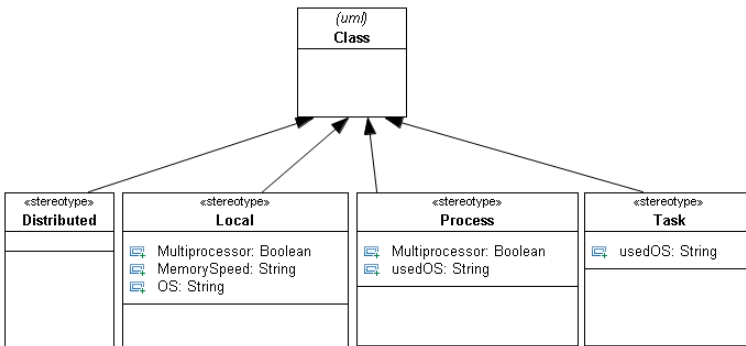 (uml)
Class
«stereotype»
Distributed
«stereotype»
Local
Multiprocessor: Boolean
MemorySpeed: String
OS: String
«stereotype»
Process
Multiprocessor: Boolean
usedOS: String
«stereotype»
Task
usedOS: String